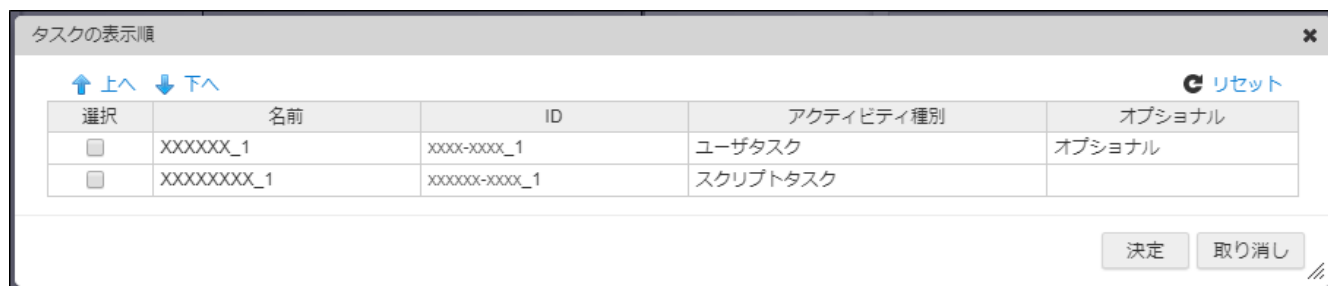 タスクの表示順
上へ 下へ リセット
選択 名前 ID アクティビティ種別 オプショナル
XXXXXX_1 xxxx-xxxx_1 ユーザタスク オプショナル
XXXXXXXX_1 xxxxxx-xxxx_1 スクリプトタスク
決定 取り消し